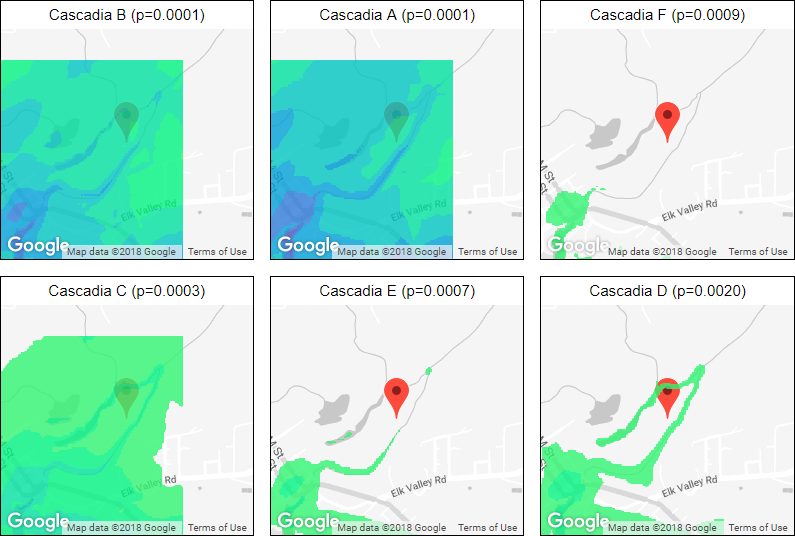 Cascadia B (p=0.0001)
Elk Valley Rd
Google
Map data ©2018 Google
Terms of Use
Cascadia A (p=0.0001)
Elk Valley Rd
Google
Map data ©2018 Google
Terms of Use
Cascadia F (p=0.0009)
M St
Elk Valley Rd
Google
Map data ©2018 Google
Terms of Use
Cascadia C (p=0.0003)
M St
Elk Valley Rd
Google
Map data ©2018 Google
Terms of Use
Cascadia E (p=0.0007)
M St
Elk Valley Rd
Google
Map data ©2018 Google
Terms of Use
Cascadia D (p=0.0020)
M St
Elk Valley Rd
Google
Map data ©2018 Google
Terms of Use